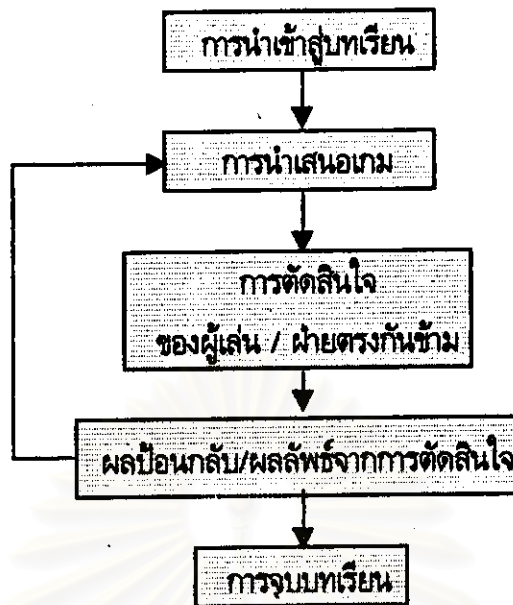 การนำเข้าสู่บทเรียน
การนำเสนอเกม
การตัดสินใจ
ของผู้เล่น / ฝ่ายตรงกันข้าม
ผลป้อนกลับ/ผลลัพธ์จากการตัดสินใจ
การจบบทเรียน